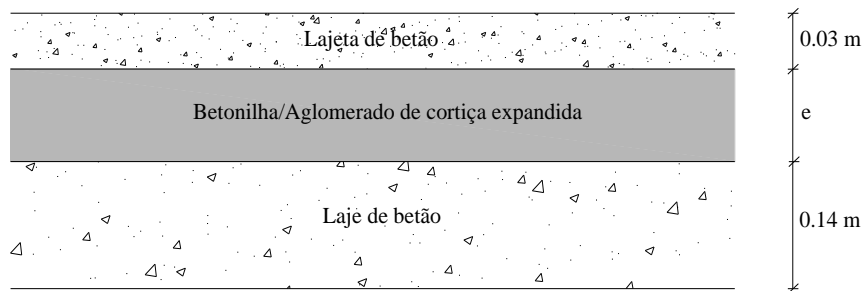 Lajeta de betão
0.03 m
Betonilha/Aglomerado de cortiça expandida
e
Laje de betão
0.14 m